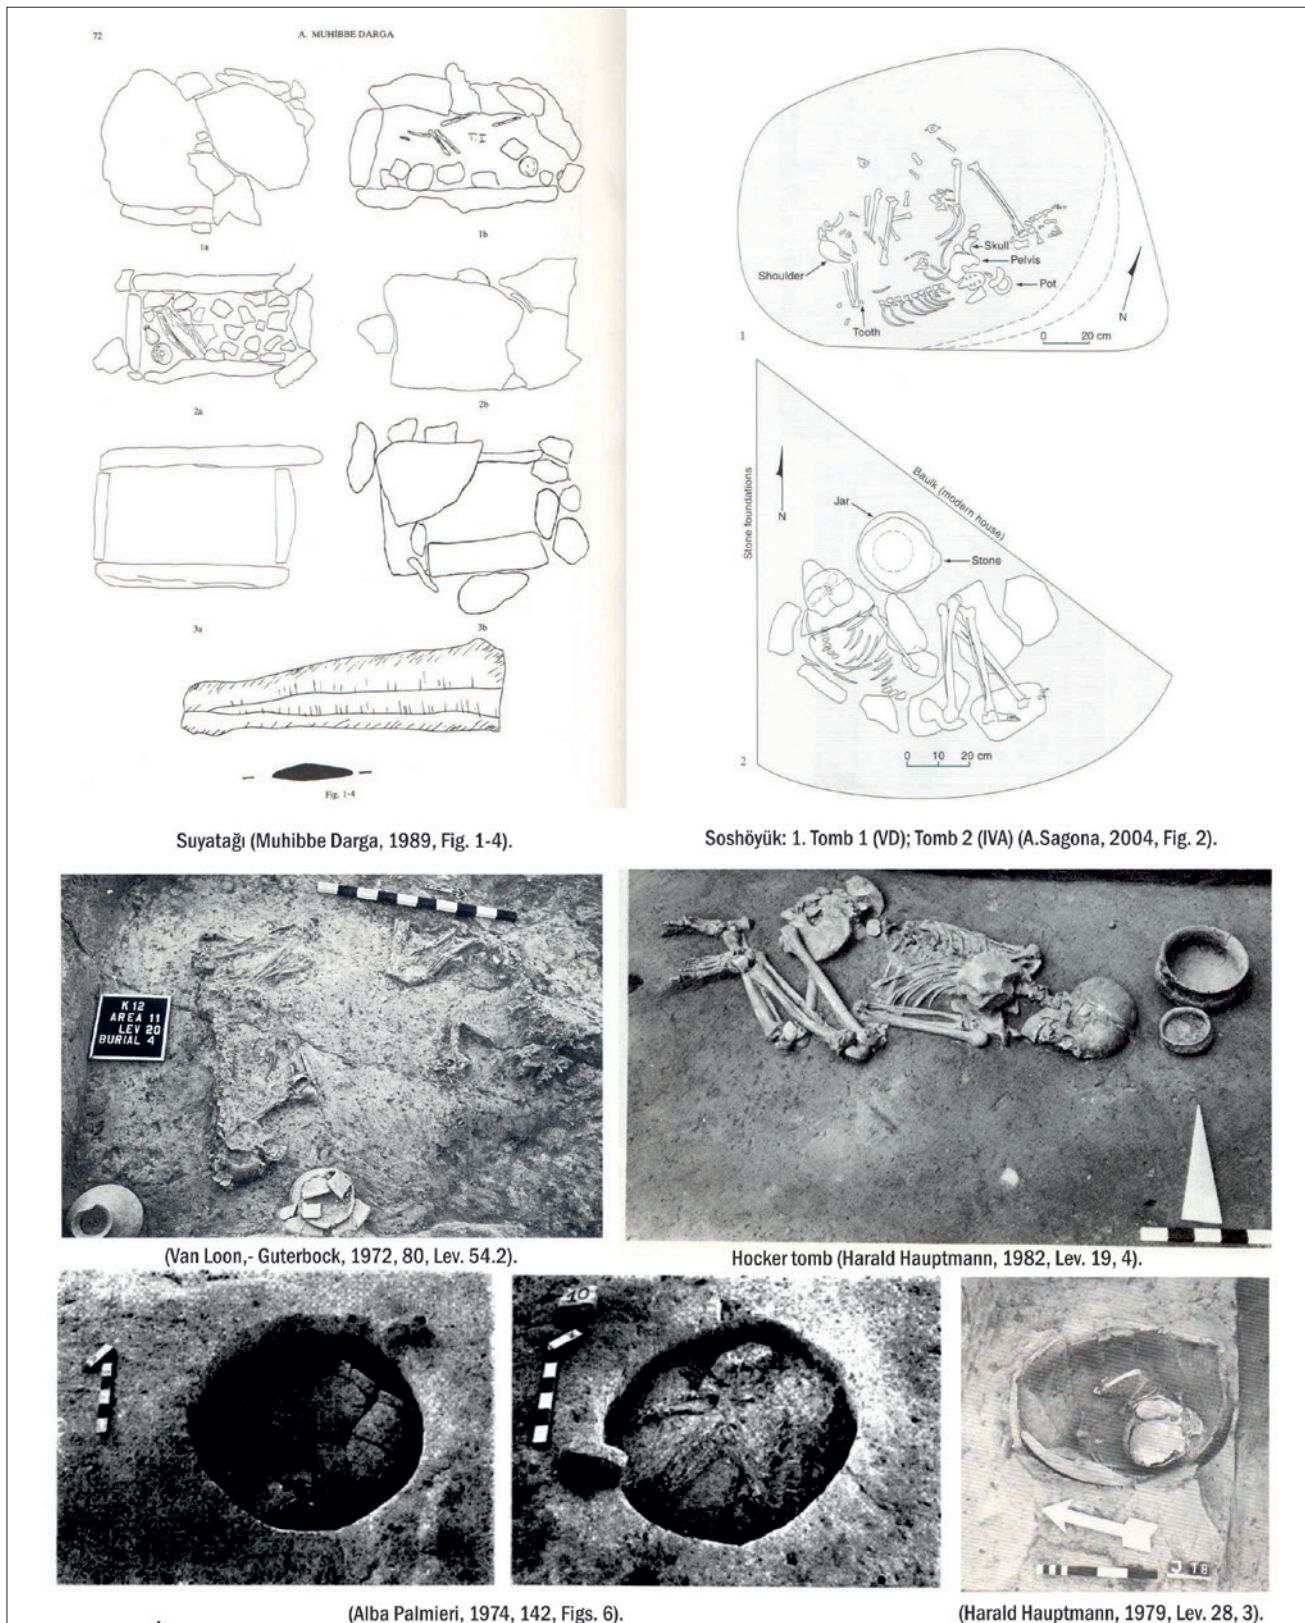 72
A. MUHİBBE DARGA
1a
1b
T.I
2a
2b
3a
3b
Fig. 1-4
Shoulder
Skull
Pelvis
Pot
Tooth
N
1
0 20 cm
Stone foundations
Baulk (modern house)
N
Jar
Stone
2
0 10 20 cm
Suyatağı (Muhibbe Darga, 1989, Fig. 1-4).
Soshöyük: 1. Tomb 1 (VD); Tomb 2 (IVA) (A.Sagona, 2004, Fig. 2).
K 12
AREA 11
LEV 20
BURIAL 4
(Van Loon,- Guterbock, 1972, 80, Lev. 54.2).
Hocker tomb (Harald Hauptmann, 1982, Lev. 19, 4).
10
J T8
(Alba Palmieri, 1974, 142, Figs. 6).
(Harald Hauptmann, 1979, Lev. 28, 3).